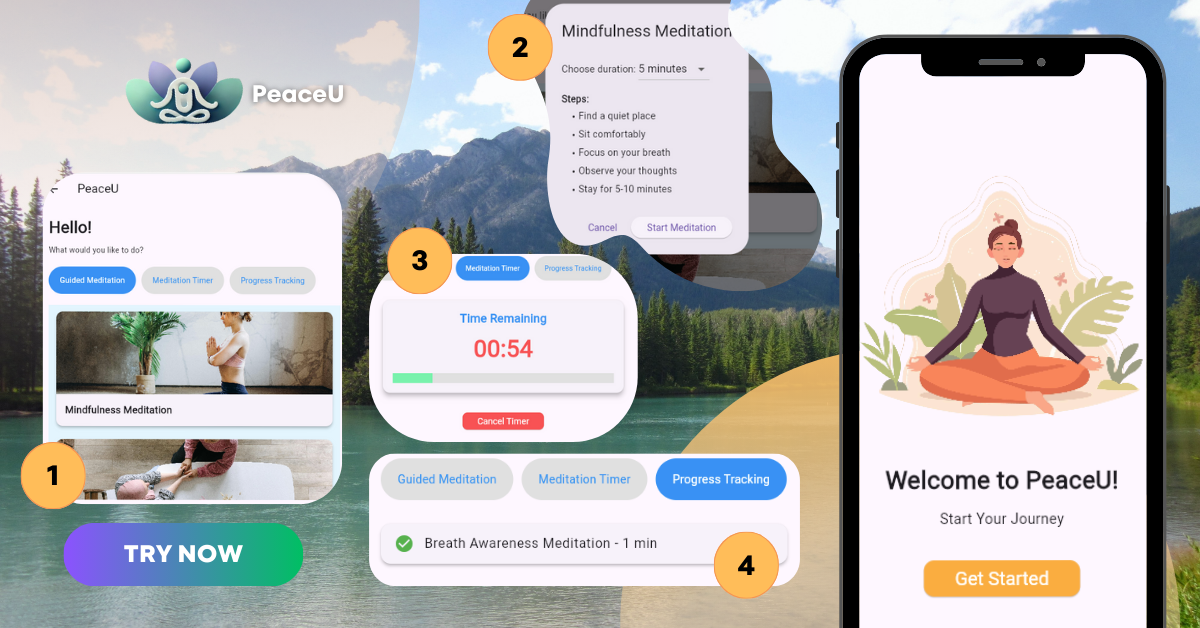 PeaceU
PeaceU
Hello!
What would you like to do?
Guided Meditation
Meditation Timer
Progress Tracking
Mindfulness Meditation
1
TRY NOW
2
Mindfulness Meditation
Choose duration: 5 minutes
Steps:
• Find a quiet place
• Sit comfortably
• Focus on your breath
• Observe your thoughts
• Stay for 5-10 minutes
Cancel
Start Meditation
3
Meditation Timer
Progress Tracking
Time Remaining
00:54
Cancel Timer
Guided Meditation
Meditation Timer
Progress Tracking
Breath Awareness Meditation - 1 min
4
Welcome to PeaceU!
Start Your Journey
Get Started